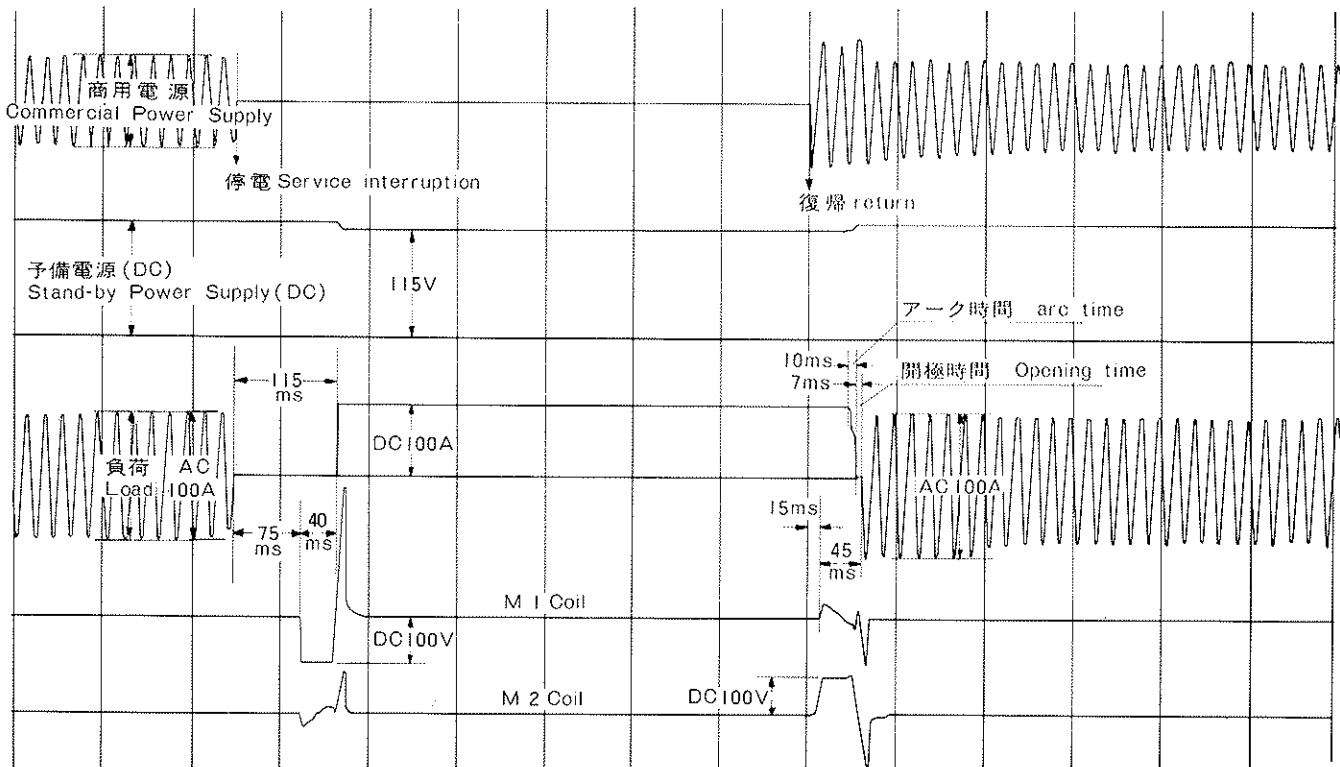 商用電源
Commercial Power Supply
停電 Service interruption
復帰 return
予備電源(DC)
Stand-by Power Supply(DC)
115V
アーク時間 arc time
10ms
7ms
開極時間 Opening time
115
ms
DC100A
負荷
Load
AC
100A
AC100A
75
ms
40
ms
15ms
45
ms
M 1 Coil
DC100V
M 2 Coil
DC100V